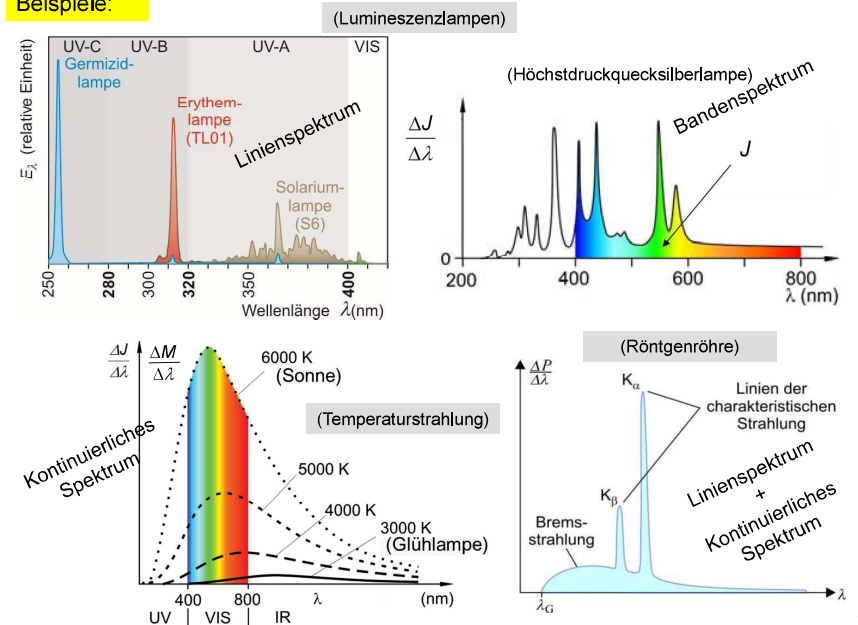 Beispiele:
(Lumineszenzlampen)
UV-C UV-B UV-A VIS
Germizid-
lampe
Erythem-
lampe
(TL01)
Linienspektrum
Solarium-
lampe
(S6)
E_λ (relative Einheit)
250 280 300 320 350 400
Wellenlänge λ(nm)
(Höchstdruckquecksilberlampe)
Bandenspektrum
ΔJ
Δλ
J
0
200 400 600 800
λ (nm)
ΔJ ΔM
Δλ Δλ
6000 K
(Sonne)
(Temperaturstrahlung)
Kontinuierliches
Spektrum
5000 K
4000 K
3000 K
(Glühlampe)
400 800 λ (nm)
UV | VIS | IR
(Röntgenröhre)
ΔP
Δλ
Kα
Linien der
charakteristischen
Strahlung
Kβ
Linienspektrum
+
Kontinuierliches
Spektrum
Brems-
strahlung
λG
λ